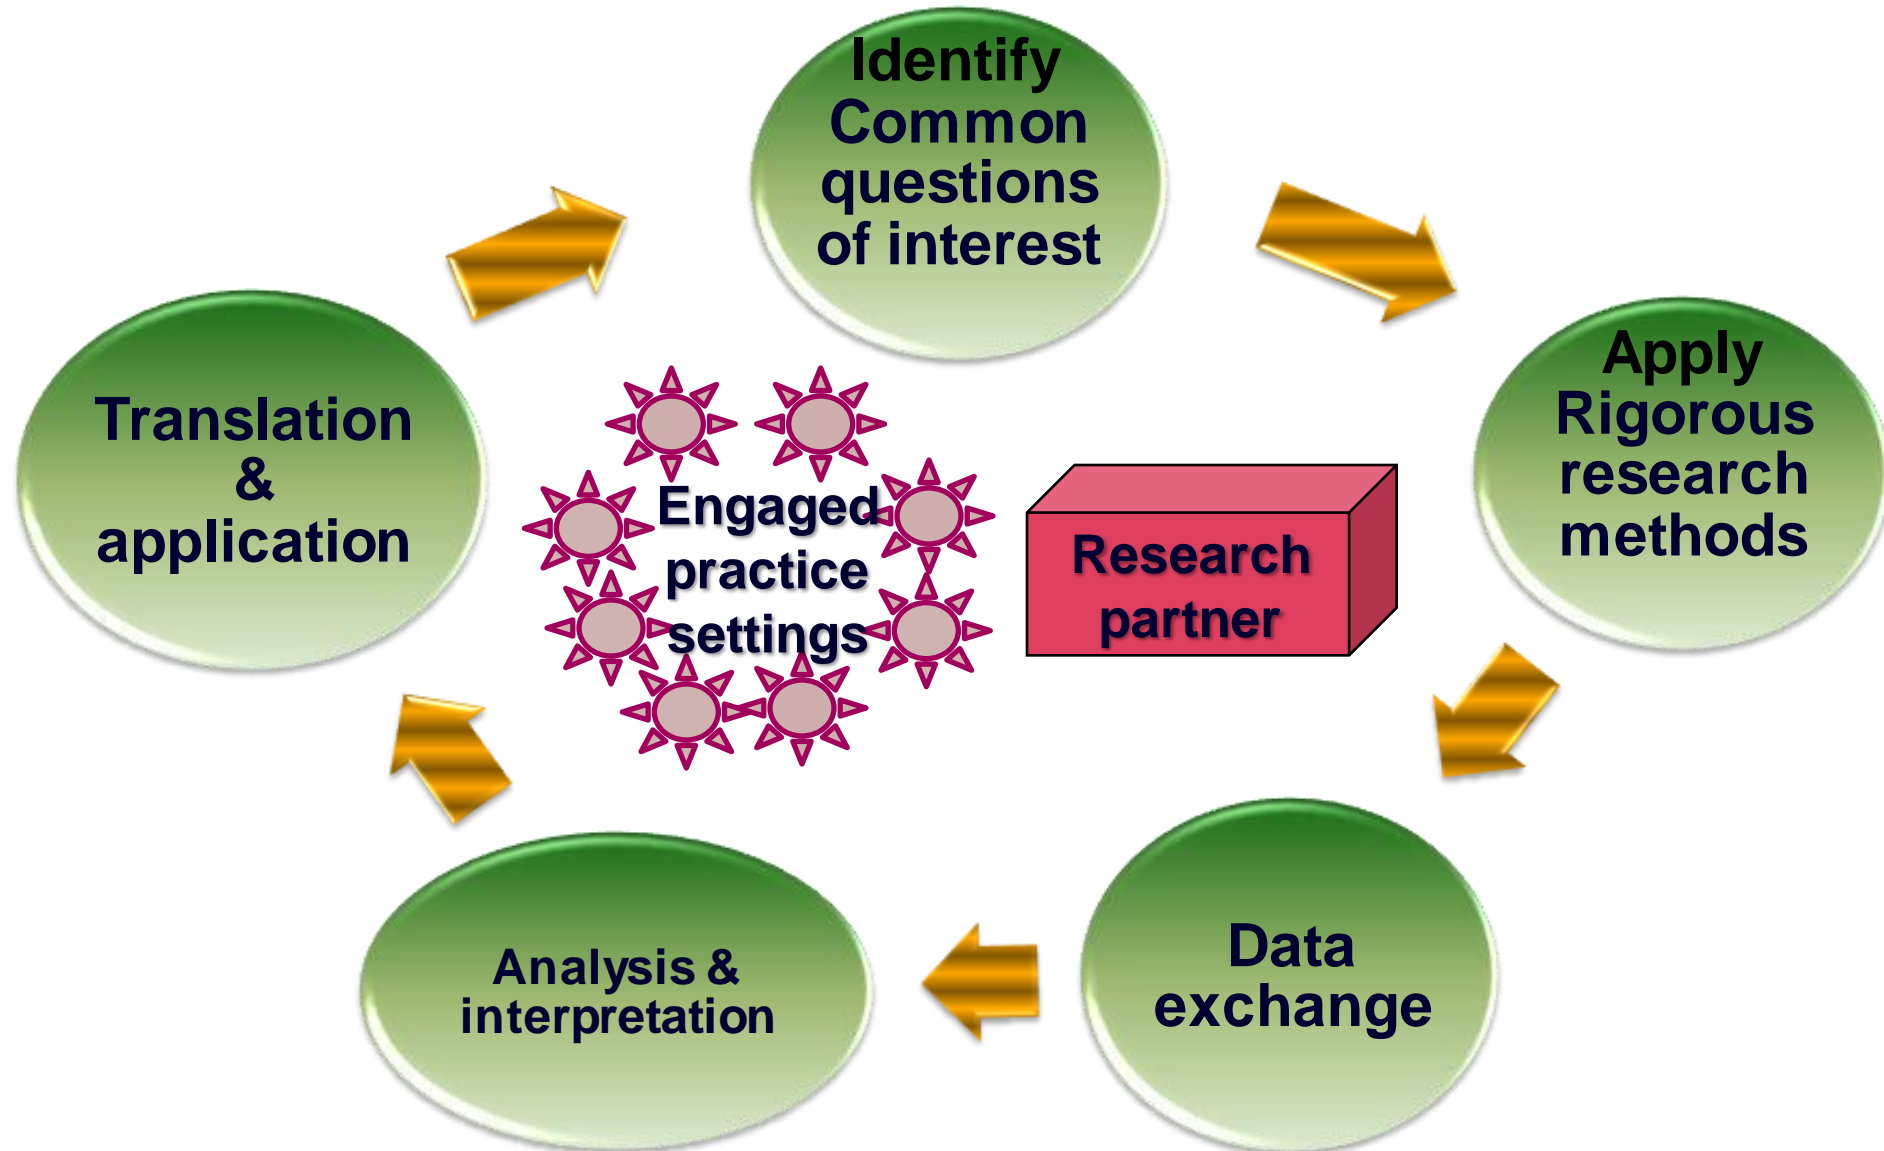 Identify
Common
questions
of interest
Apply
Rigorous
research
methods
Data
exchange
Analysis &
interpretation
Translation
&
application
Engaged
practice
settings
Research
partner